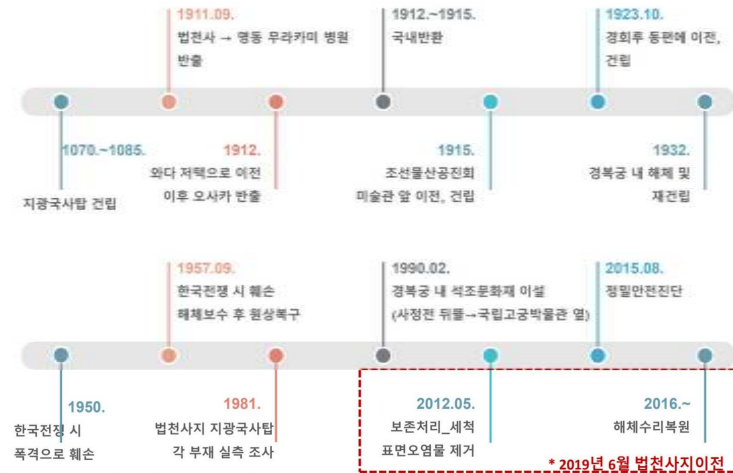 1911.09.
법천사 → 명동 무라카미 병원
반출
1912.~1915.
국내반환
1923.10.
경회루 동편에 이전,
건립
1070.~1085.
지광국사탑 건립
1912.
와다 저택으로 이전
이후 오사카 반출
1915.
조선물산공진회
미술관 앞 이전, 건립
1932.
경복궁 내 해체 및
재건립
1957.09.
한국전쟁 시 훼손
해체보수 후 원상복구
1990.02.
경복궁 내 석조문화재 이설
(사정전 뒤뜰→국립고궁박물관 옆)
2015.08.
정밀안전진단
1950.
한국전쟁 시
폭격으로 훼손
1981.
법천사지 지광국사탑
각 부재 실측 조사
2012.05.
보존처리_세척
표면오염물 제거
2016.~
해체수리복원
* 2019년 6월 법천사지이전